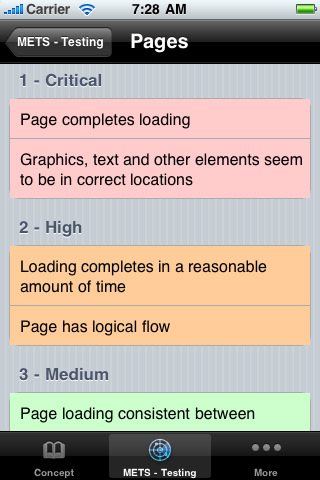 Carrier 7:28 AM
METS - Testing
Pages
1 - Critical
Page completes loading
Graphics, text and other elements seem
to be in correct locations
2 - High
Loading completes in a reasonable
amount of time
Page has logical flow
3 - Medium
Page loading consistent between
Concept
METS - Testing
More